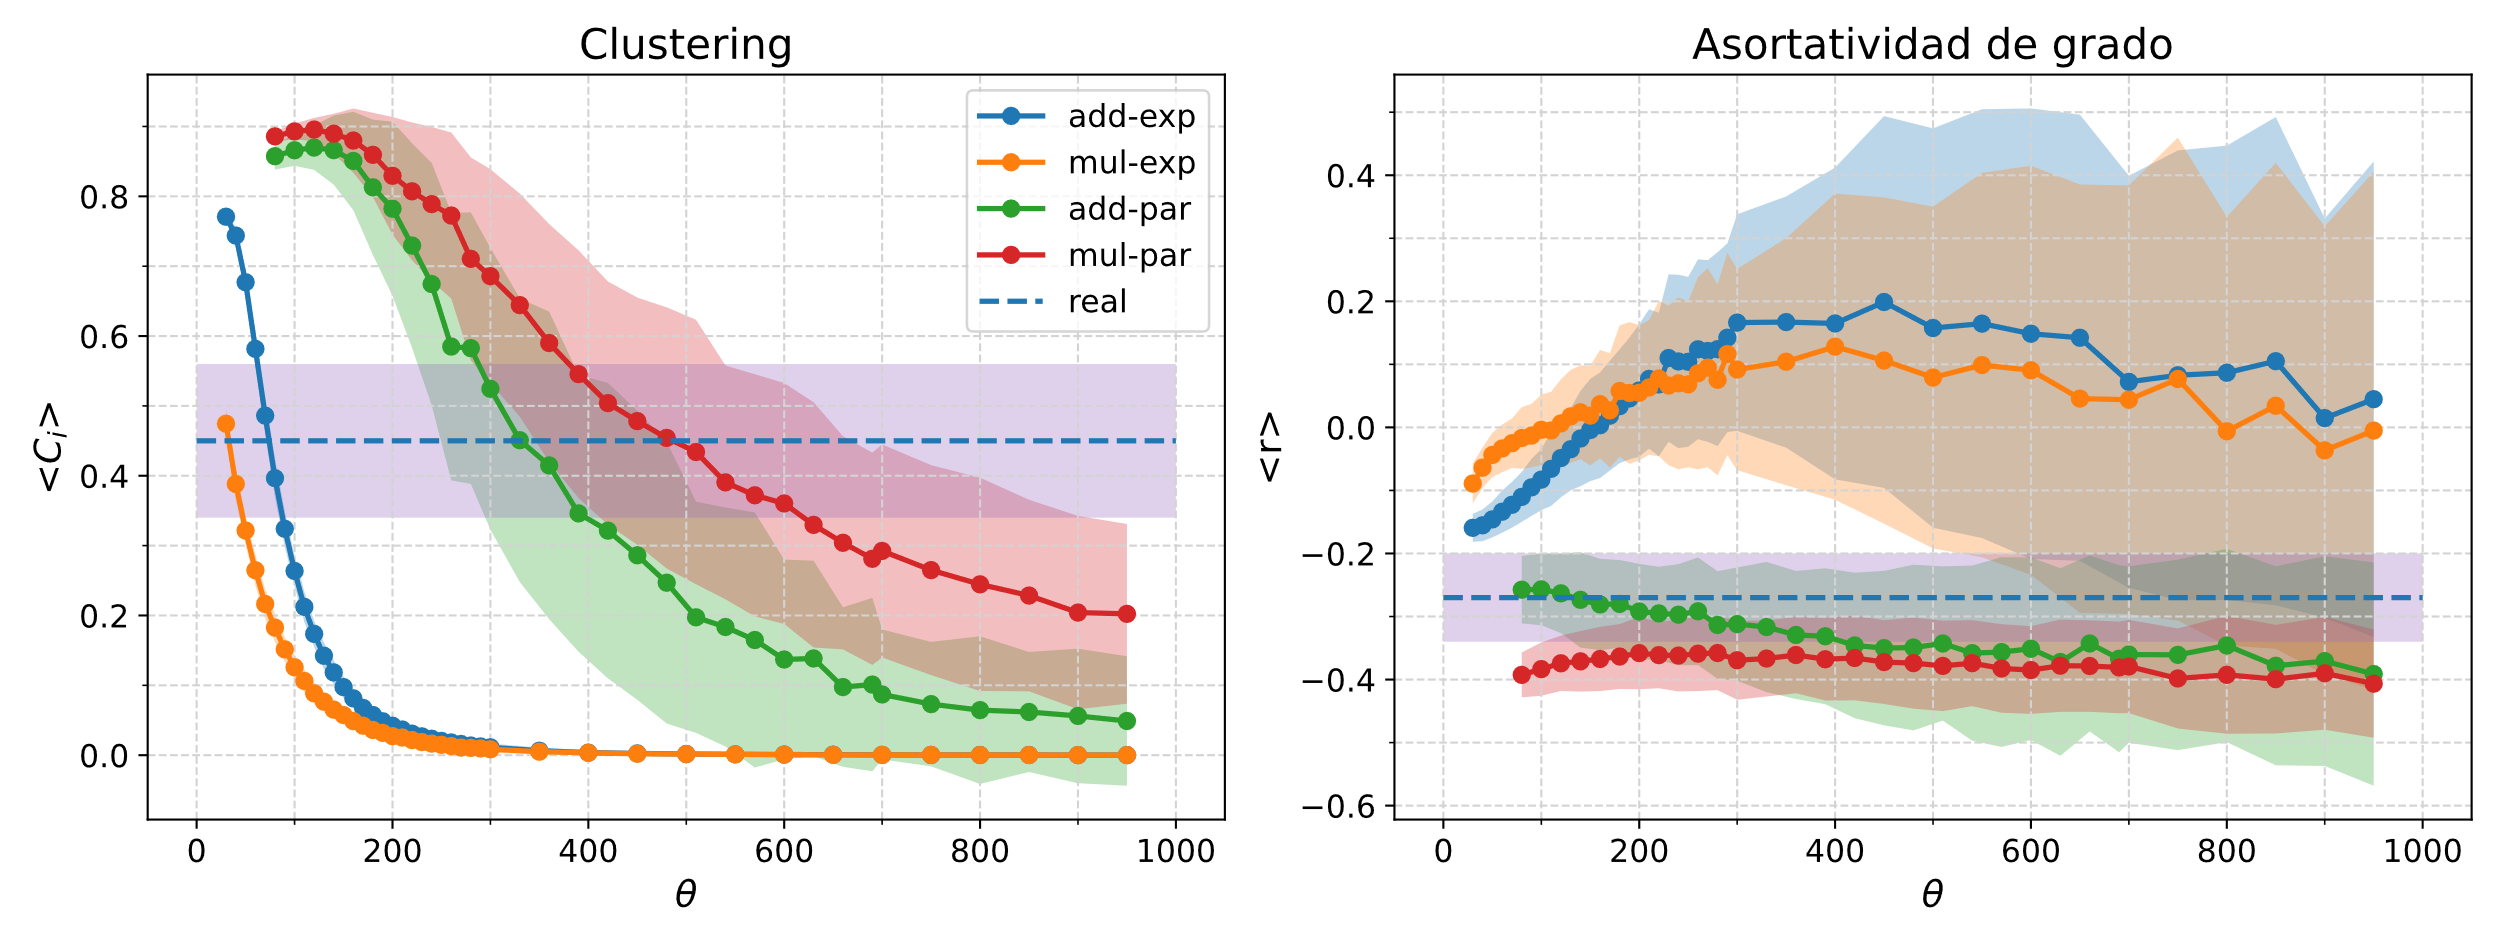 Clustering
<C_i>
0.8
0.6
0.4
0.2
0.0
0 200 400 600 800 1000
θ
add-exp
mul-exp
add-par
mul-par
real
Asortatividad de grado
<r>
0.4
0.2
0.0
−0.2
−0.4
−0.6
0 200 400 600 800 1000
θ